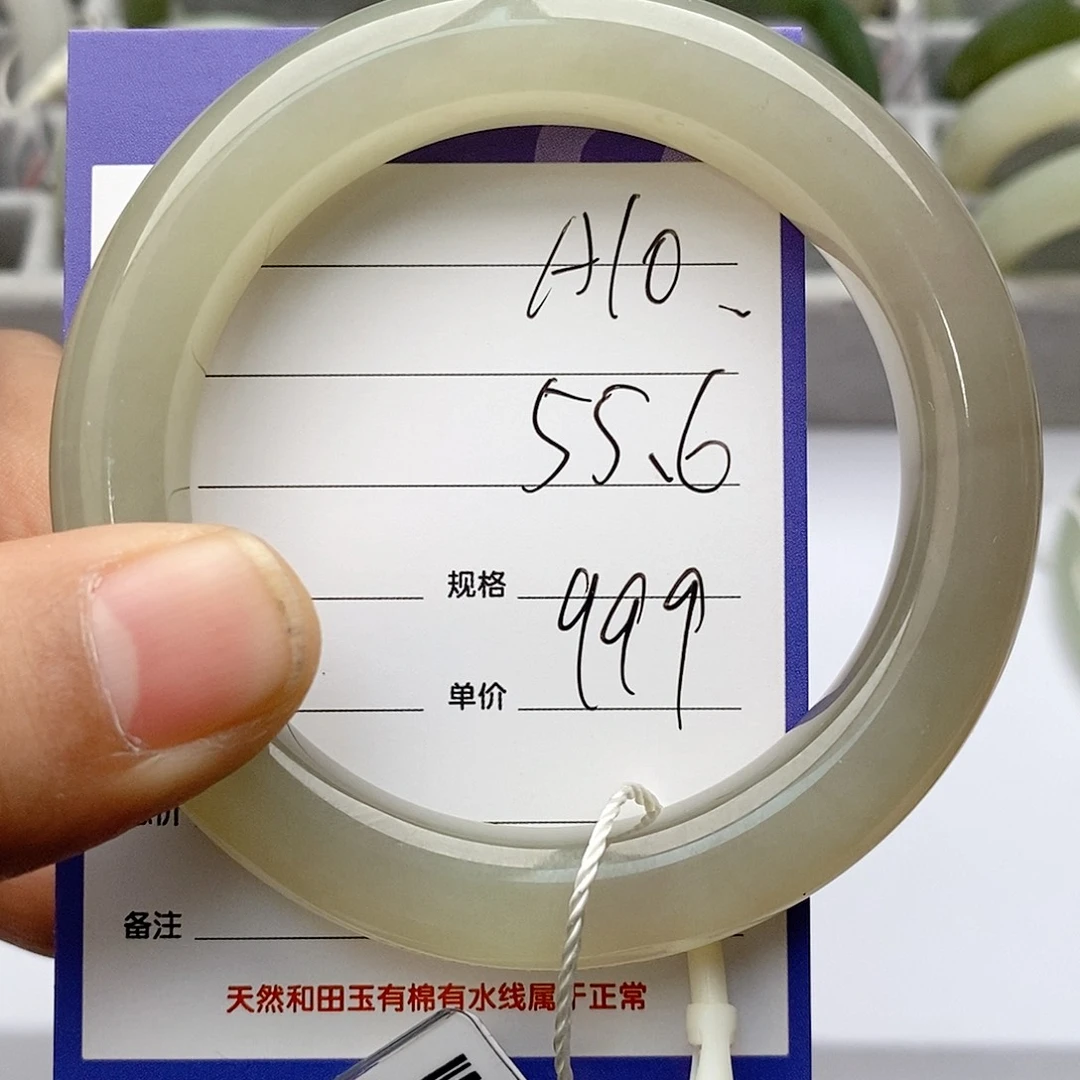 A10
55.6
规格 999
单价
价
备注
天然和田玉有棉有水线属于正常